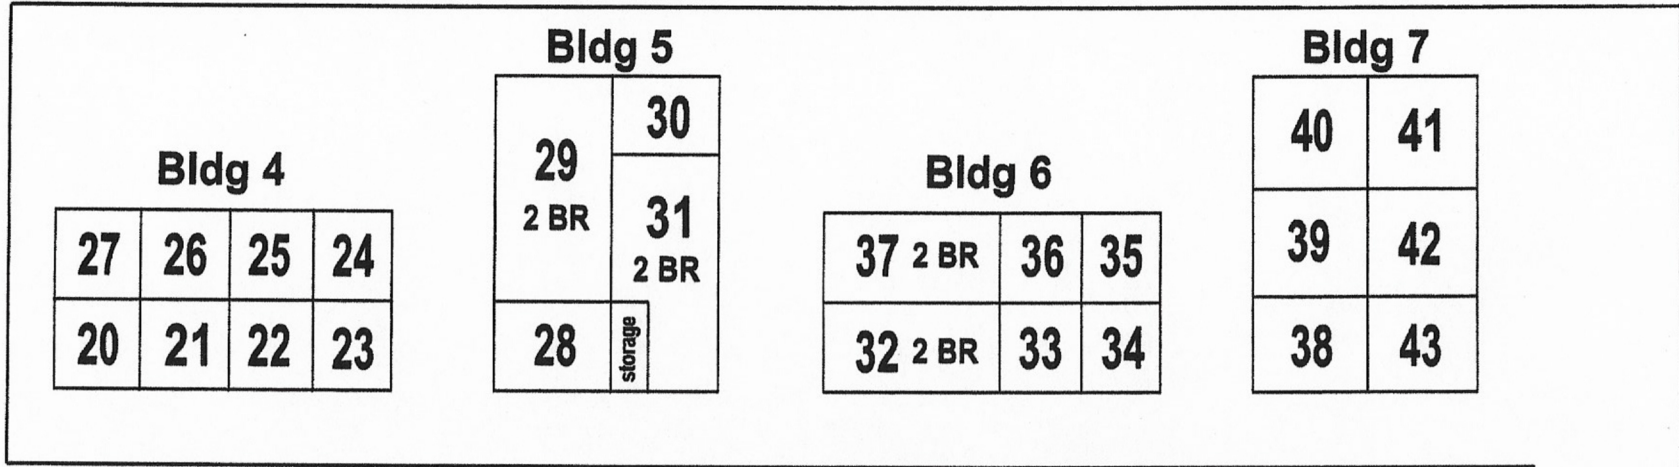 Bldg 4
27 26 25 24
20 21 22 23
Bldg 5
30
29
2 BR
31
2 BR
28
storage
Bldg 6
37 2 BR 36 35
32 2 BR 33 34
Bldg 7
40 41
39 42
38 43